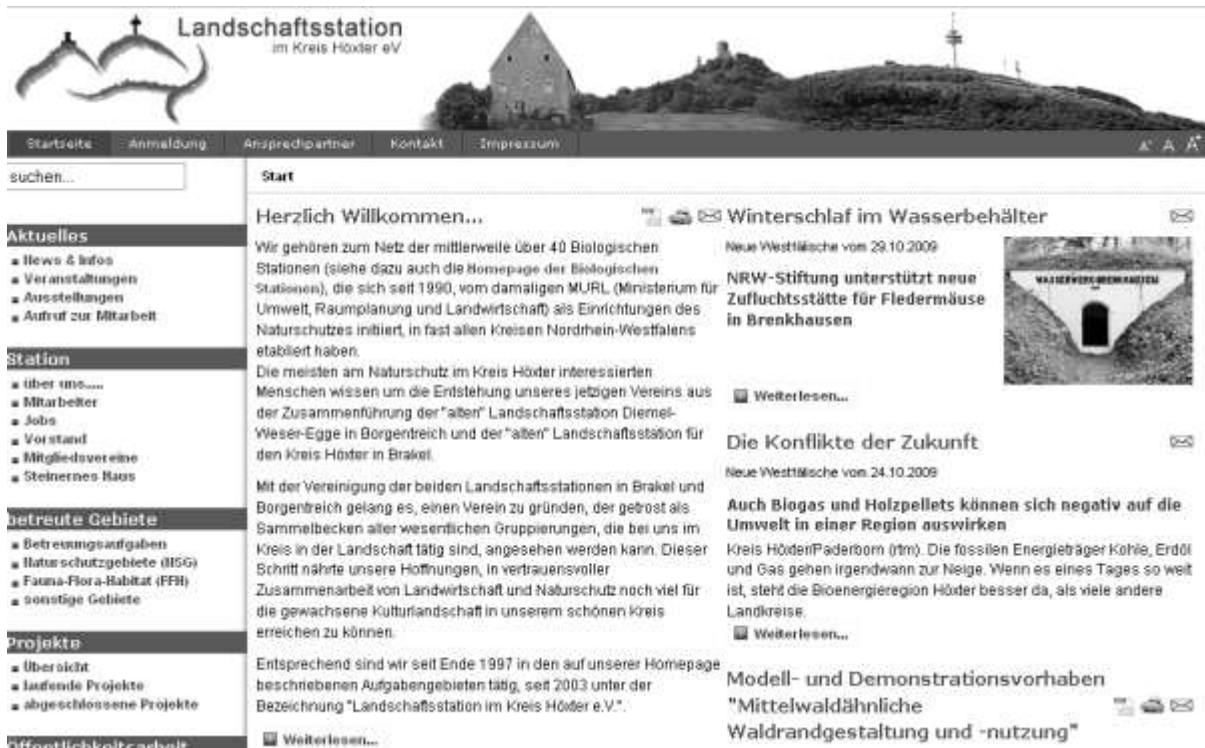 Landschaftsstation
im Kreis Höxter eV
Startseite Anmeldung Ansprechpartner Kontakt Impressum
A- A A+
suchen...
Start
Aktuelles
News & Infos
Veranstaltungen
Ausstellungen
Aufruf zur Mitarbeit
Station
über uns.....
Mitarbeiter
Jobs
Vorstand
Mitgliedsvereine
Steinernes Haus
betreute Gebiete
Betreuungsaufgaben
Naturschutzgebiete (NSG)
Fauna-Flora-Habitat (FFH)
sonstige Gebiete
Projekte
Übersicht
laufende Projekte
abgeschlossene Projekte
Öffentlichkeitsarbeit
Herzlich Willkommen...
Wir gehören zum Netz der mittlerweile über 40 Biologischen
Stationen (siehe dazu auch die Homepage der Biologischen
Stationen), die sich seit 1990, vom damaligen MURL (Ministerium für
Umwelt, Raumplanung und Landwirtschaft) als Einrichtungen des
Naturschutzes initiiert, in fast allen Kreisen Nordrhein-Westfalens
etabliert haben.
Die meisten am Naturschutz im Kreis Höxter interessierten
Menschen wissen um die Entstehung unseres jetzigen Vereins aus
der Zusammenführung der "alten" Landschaftsstation Diemel-
Weser-Egge in Borgentreich und der "alten" Landschaftsstation für
den Kreis Höxter in Brakel.
Mit der Vereinigung der beiden Landschaftsstationen in Brakel und
Borgentreich gelang es, einen Verein zu gründen, der getrost als
Sammelbecken aller wesentlichen Gruppierungen, die bei uns im
Kreis in der Landschaft tätig sind, angesehen werden kann. Dieser
Schritt nährte unsere Hoffnungen, in vertrauensvoller
Zusammenarbeit von Landwirtschaft und Naturschutz noch viel für
die gewachsene Kulturlandschaft in unserem schönen Kreis
erreichen zu können.
Entsprechend sind wir seit Ende 1997 in den auf unserer Homepage
beschriebenen Aufgabengebieten tätig, seit 2003 unter der
Bezeichnung "Landschaftsstation im Kreis Höxter e.V.".
Weiterlesen...
Winterschlaf im Wasserbehälter
Neue Westfälische vom 29.10.2009
NRW-Stiftung unterstützt neue
Zufluchtsstätte für Fledermäuse
in Brenkhausen
WASSERWERK BRENKHAUSEN
Weiterlesen...
Die Konflikte der Zukunft
Neue Westfälische vom 24.10.2009
Auch Biogas und Holzpellets können sich negativ auf die
Umwelt in einer Region auswirken
Kreis Höxter/Paderborn (rtm). Die fossilen Energieträger Kohle, Erdöl
und Gas gehen irgendwann zur Neige. Wenn es eines Tages so weit
ist, steht die Bioenergieregion Höxter besser da, als viele andere
Landkreise.
Weiterlesen...
Modell- und Demonstrationsvorhaben
"Mittelwaldähnliche
Waldrandgestaltung und -nutzung"